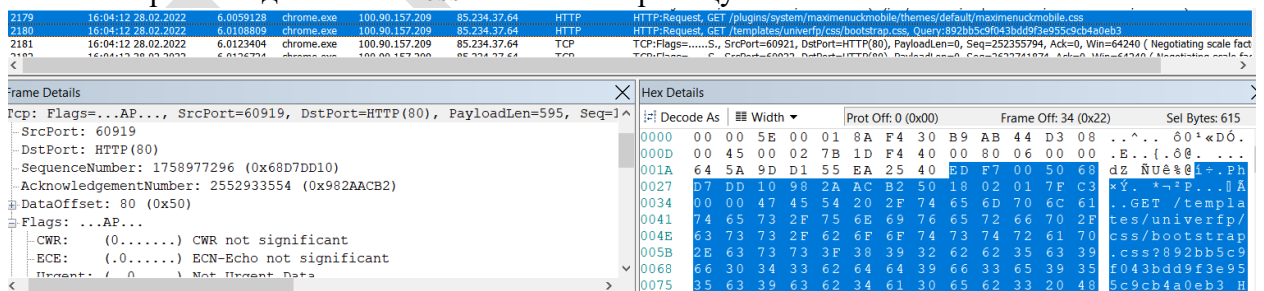 2179 16:04:12 28.02.2022 6.0059128 chrome.exe 100.90.157.209 85.234.37.64 HTTP HTTP:Request, GET /plugins/system/maximenuckmobile/themes/default/maximenuckmobile.css
2180 16:04:12 28.02.2022 6.0108809 chrome.exe 100.90.157.209 85.234.37.64 HTTP HTTP:Request, GET /templates/univerfp/css/bootstrap.css, Query:892bb5c9f043bdd9f3e955c9cb4a0eb3
2181 16:04:12 28.02.2022 6.0123404 chrome.exe 100.90.157.209 85.234.37.64 TCP TCP:Flags=......S., SrcPort=60921, DstPort=HTTP(80), PayloadLen=0, Seq=252355794, Ack=0, Win=64240 ( Negotiating scale fact
Frame Details
Tcp: Flags=...AP..., SrcPort=60919, DstPort=HTTP(80), PayloadLen=595, Seq=1
SrcPort: 60919
DstPort: HTTP(80)
SequenceNumber: 1758977296 (0x68D7DD10)
AcknowledgementNumber: 2552933554 (0x982AACB2)
DataOffset: 80 (0x50)
Flags: ...AP...
CWR: (0.......) CWR not significant
ECE: (.0......) ECN-Echo not significant
Urgent: (..0.....) Not Urgent Data
Hex Details
Decode As Width Prot Off: 0 (0x00) Frame Off: 34 (0x22) Sel Bytes: 615
0000 00 00 5E 00 01 8A F4 30 B9 AB 44 D3 08 ..^.. ô0¹«DÓ.
000D 00 45 00 02 7B 1D F4 40 00 80 06 00 00 .E..{.ô@. ....
001A 64 5A 9D D1 55 EA 25 40 ED F7 00 50 68 dZ ÑUê%@í÷.Ph
0027 D7 DD 10 98 2A AC B2 50 18 02 01 7F C3 ×Ý. *¬²P... Ã
0034 00 00 47 45 54 20 2F 74 65 6D 70 6C 61 ..GET /templa
0041 74 65 73 2F 75 6E 69 76 65 72 66 70 2F tes/univerfp/
004E 63 73 73 2F 62 6F 6F 74 73 74 72 61 70 css/bootstrap
005B 2E 63 73 73 3F 38 39 32 62 62 35 63 39 .css?892bb5c9
0068 66 30 34 33 62 64 64 39 66 33 65 39 35 f043bdd9f3e95
0075 35 63 39 63 62 34 61 30 65 62 33 20 48 5c9cb4a0eb3 H